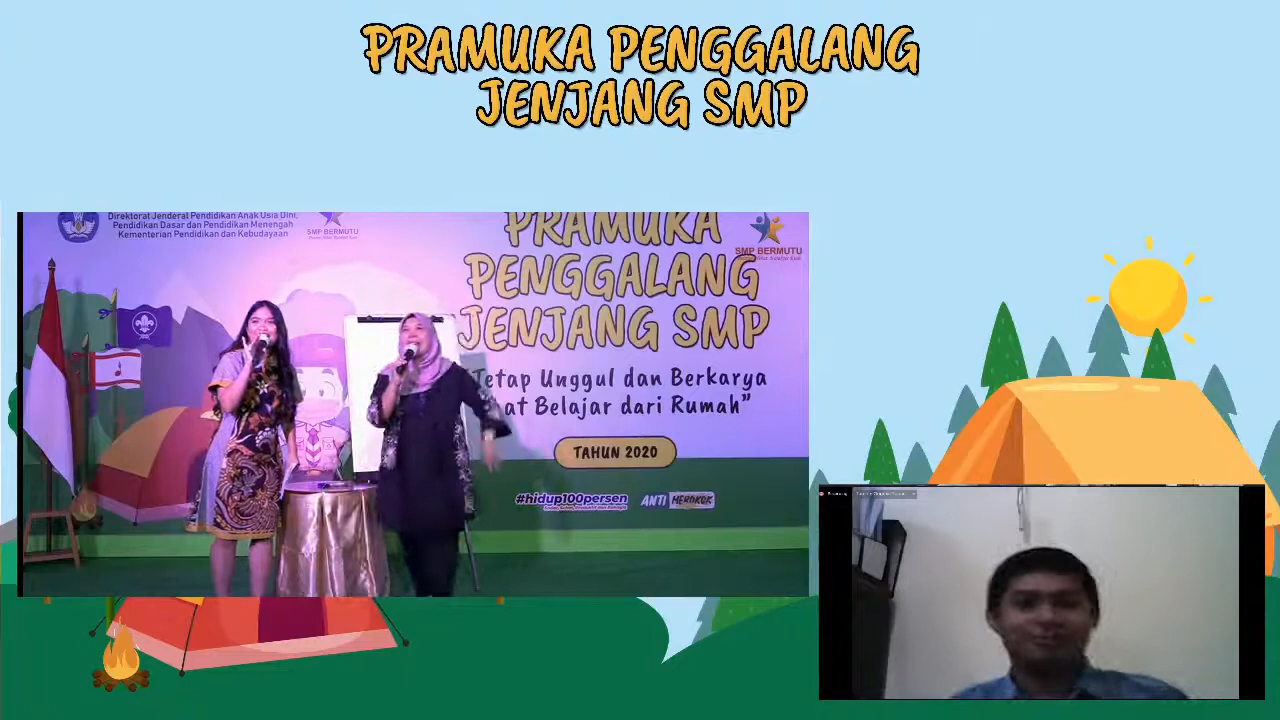 PRAMUKA PENGGALANG
JENJANG SMP
Direktorat Jenderal Pendidikan Anak Usia Dini,
Pendidikan Dasar dan Pendidikan Menengah
Kementerian Pendidikan dan Kebudayaan
SMP BERMUTU
SMP BERMUTU
PRAMUKA
PENGGALANG
JENJANG SMP
Tetap Unggul dan Berkarya
at Belajar dari Rumah”
TAHUN 2020
#hidup100persen
ANTI MEROKOK